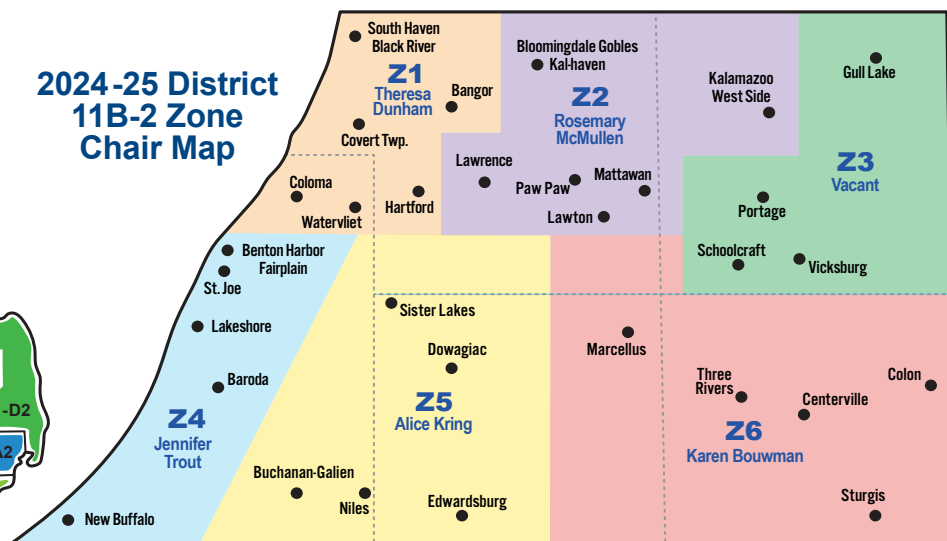 2024-25 District
11B-2 Zone
Chair Map
South Haven
Black River
Z1
Theresa
Dunham
Bangor
Covert Twp.
Coloma
Watervliet
Hartford
Bloomingdale Gobles
Kal-haven
Z2
Rosemary
McMullen
Kalamazoo
West Side
Lawrence
Paw Paw
Mattawan
Lawton
Gull Lake
Z3
Vacant
Portage
Schoolcraft
Vicksburg
Benton Harbor
Fairplain
St. Joe
Lakeshore
Baroda
Z4
Jennifer
Trout
New Buffalo
Sister Lakes
Dowagiac
Z5
Alice Kring
Buchanan-Galien
Niles
Edwardsburg
Marcellus
Three
Rivers
Centerville
Colon
Z6
Karen Bouwman
Sturgis
-D2